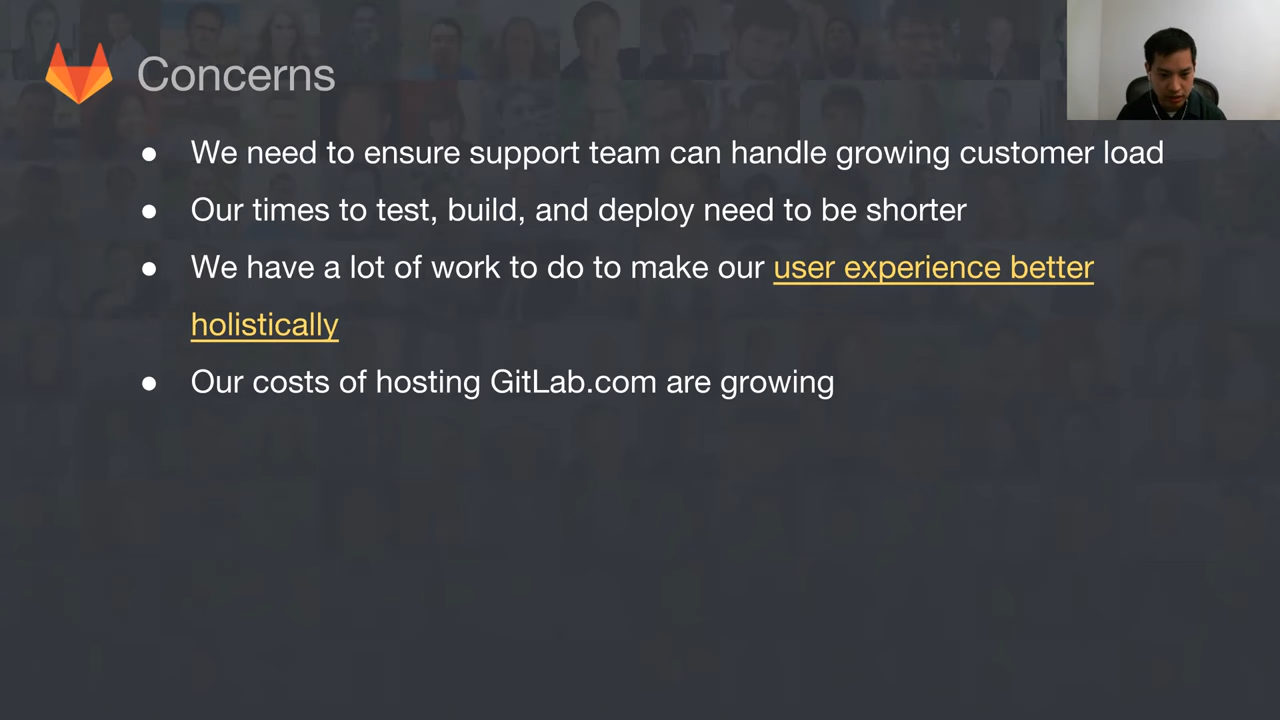 Concerns
● We need to ensure support team can handle growing customer load
● Our times to test, build, and deploy need to be shorter
● We have a lot of work to do to make our user experience better
holistically
● Our costs of hosting GitLab.com are growing